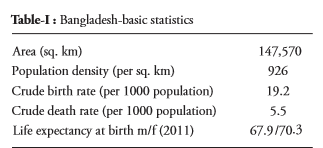 Table-I : Bangladesh-basic statistics
Area (sq. km) 147,570
Population density (per sq. km) 926
Crude birth rate (per 1000 population) 19.2
Crude death rate (per 1000 population) 5.5
Life expectancy at birth m/f (2011) 67.9/70.3